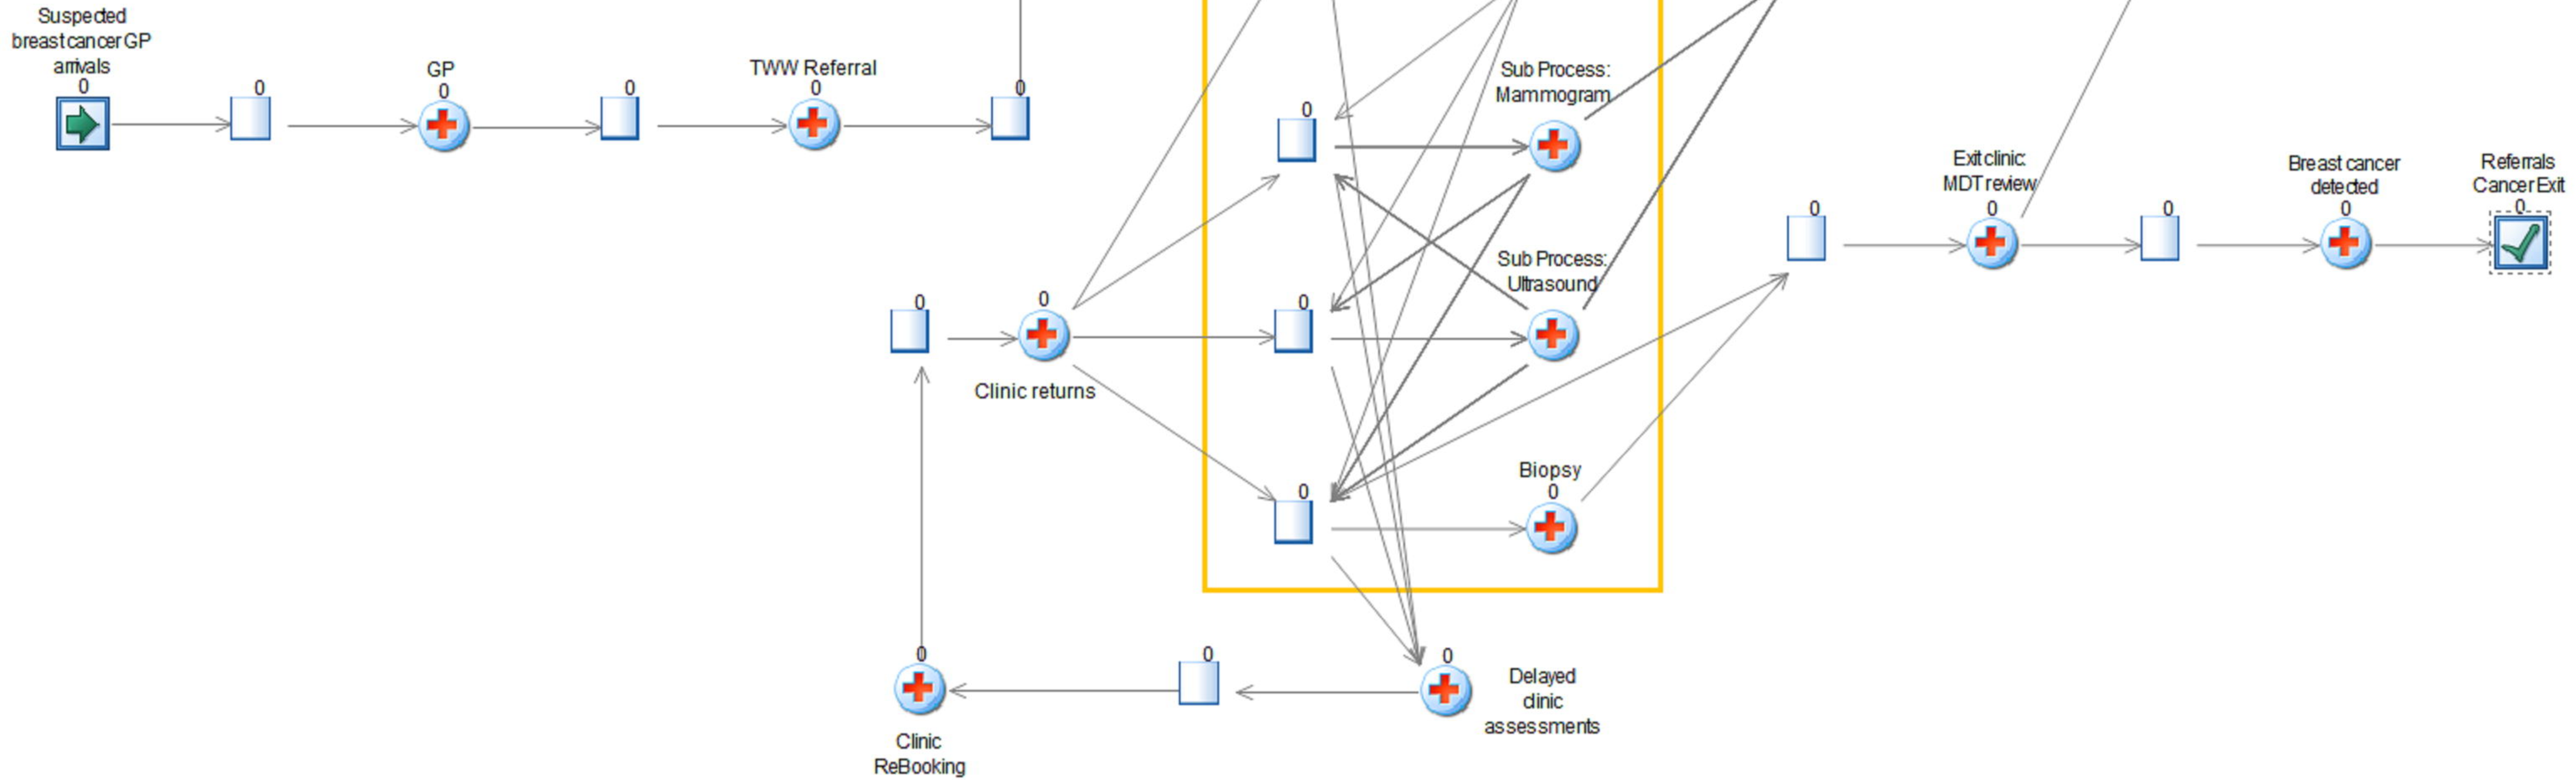 Suspected
breast cancer GP
arrivals
0
0
GP
0
0
TWW Referral
0
0
0
Sub Process:
Mammogram
0
Sub Process:
Ultrasound
0
Biopsy
0
0
0
Clinic returns
0
Exit clinic:
MDT review
0
0
Breast cancer
detected
0
Referrals
Cancer Exit
0
0
Clinic
ReBooking
0
0
Delayed
clinic
assessments